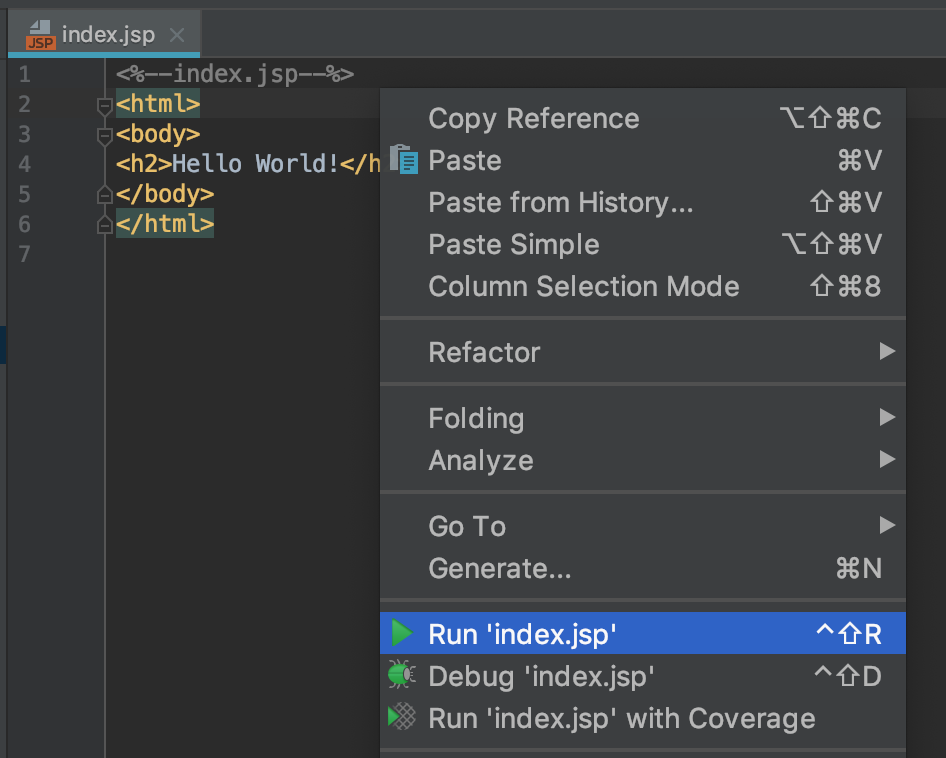 JSP index.jsp
1 <%--index.jsp--%>
2 <html>
3 <body>
4 <h2>Hello World!</h
5 </body>
6 </html>
7
Copy Reference ⌥⇧⌘C
Paste ⌘V
Paste from History... ⇧⌘V
Paste Simple ⌥⇧⌘V
Column Selection Mode ⇧⌘8
Refactor
Folding
Analyze
Go To
Generate... ⌘N
Run 'index.jsp' ^⇧R
Debug 'index.jsp' ^⇧D
Run 'index.jsp' with Coverage